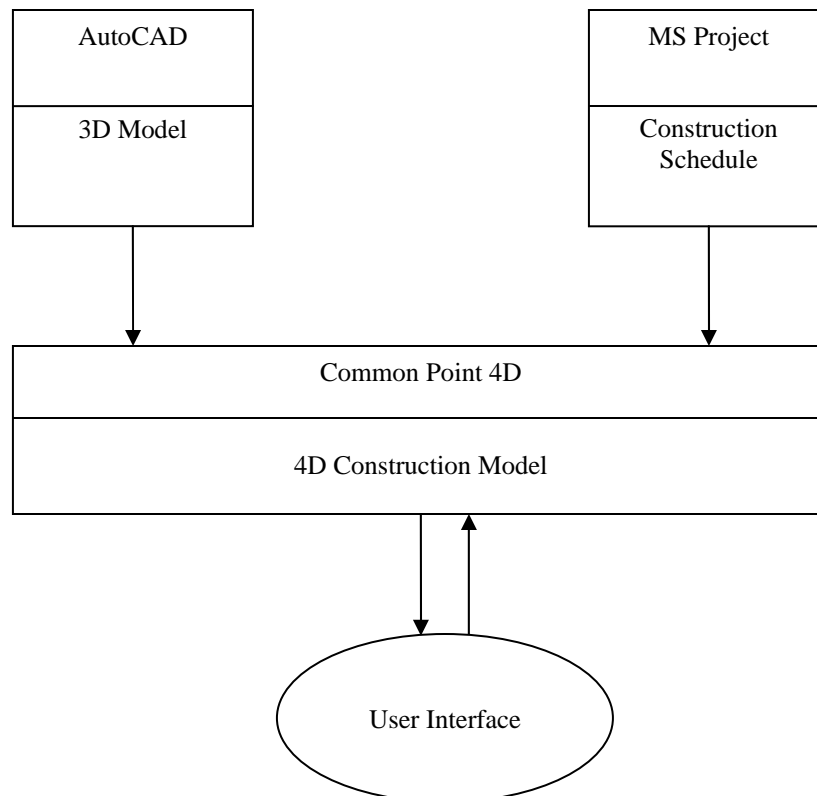 AutoCAD
3D Model
MS Project
Construction
Schedule
Common Point 4D
4D Construction Model
User Interface